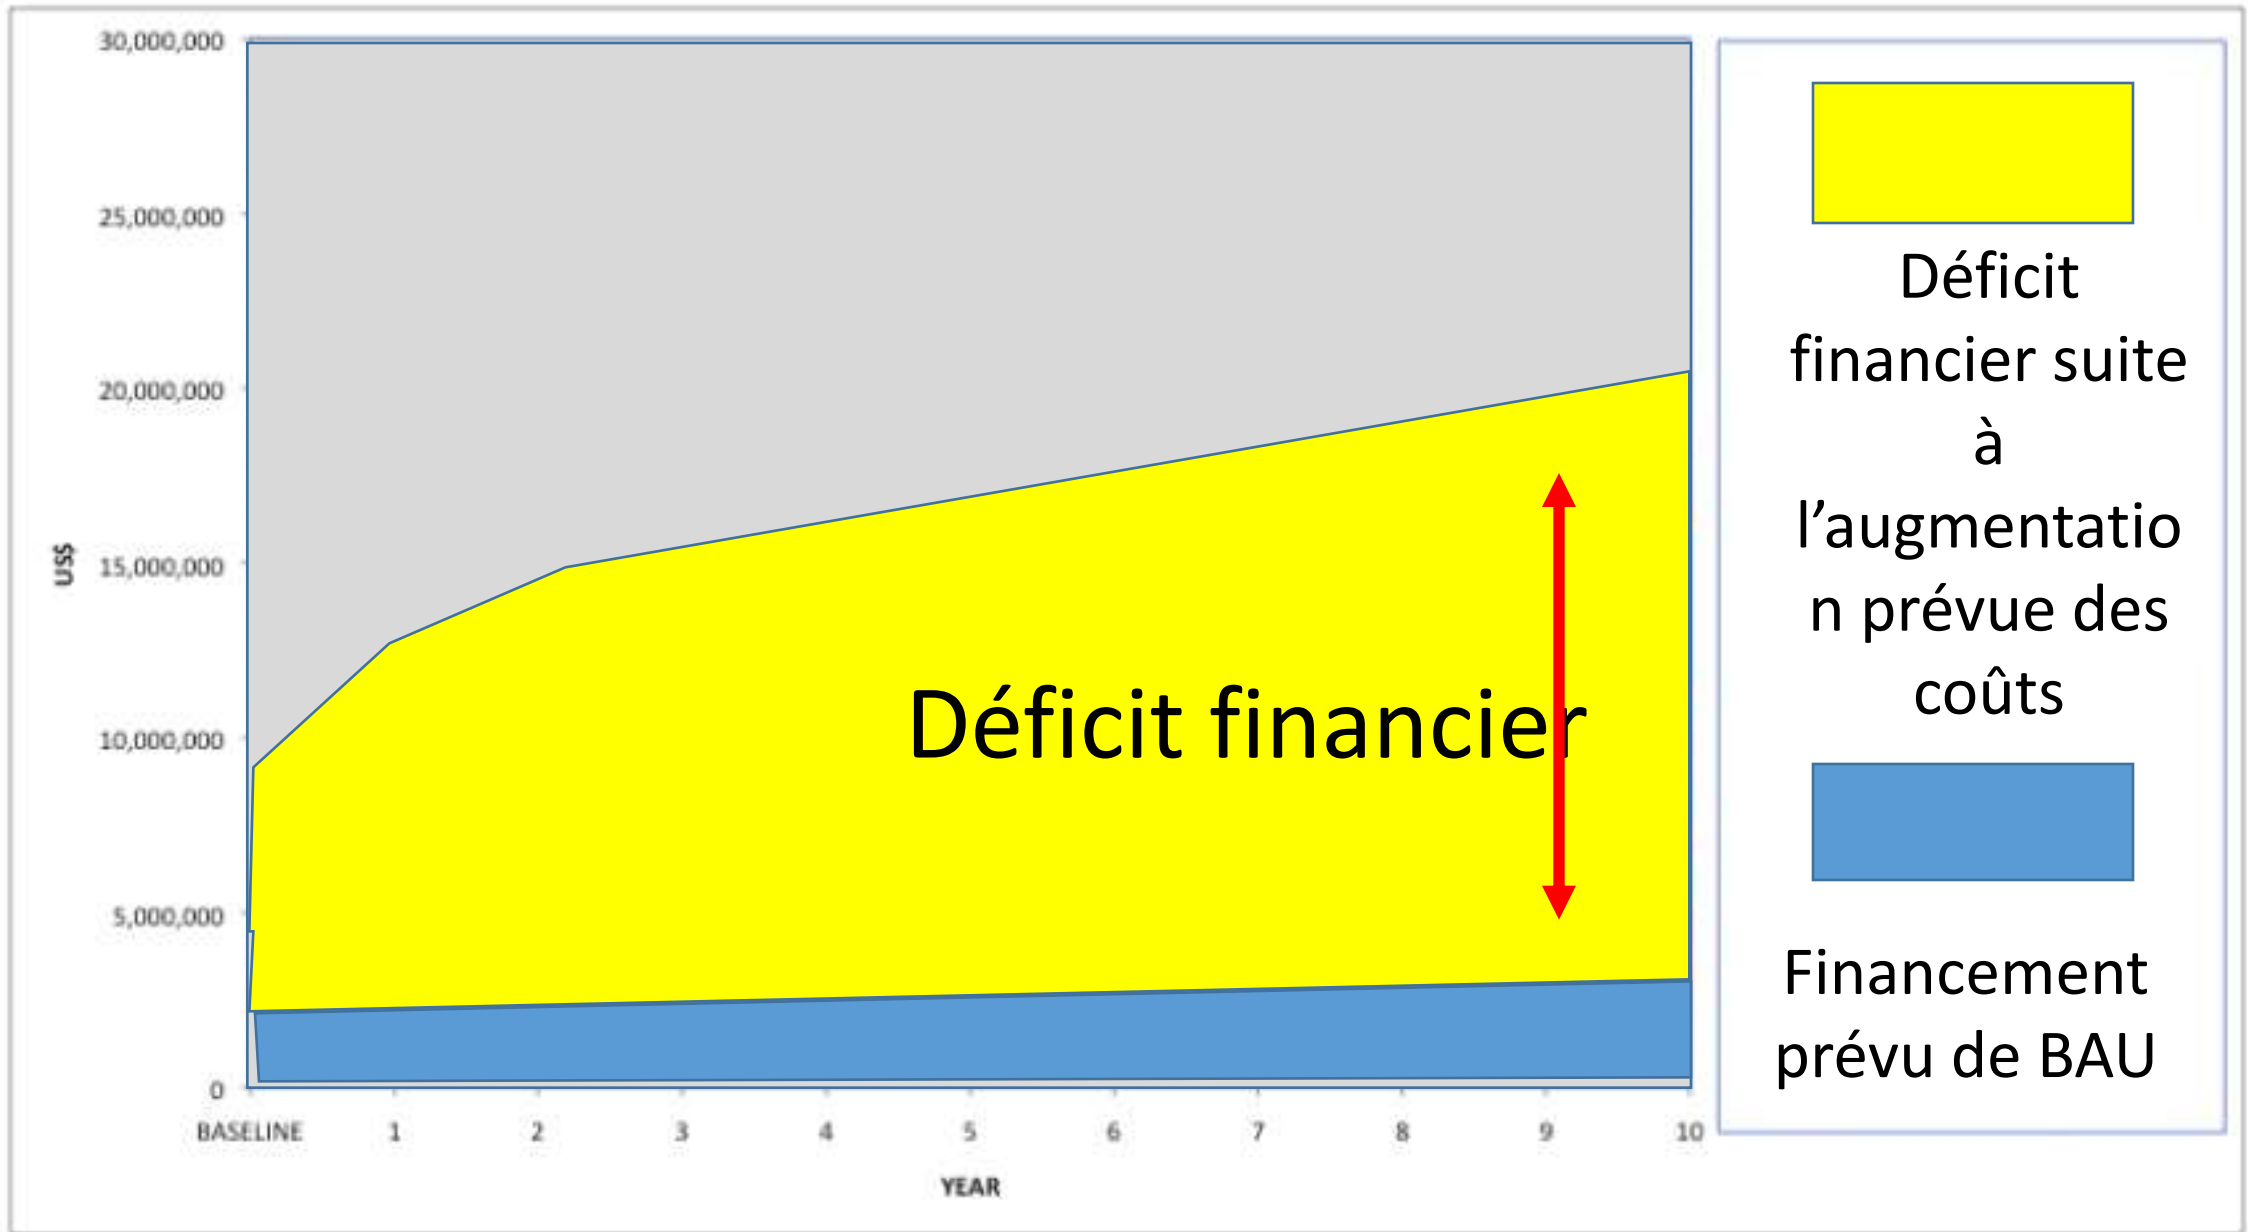 30,000,000
25,000,000
20,000,000
15,000,000
10,000,000
5,000,000
0
US$
BASELINE 1 2 3 4 5 6 7 8 9 10
YEAR
Déficit financier
Déficit
financier suite
à
l’augmentatio
n prévue des
coûts
Financement
prévu de BAU